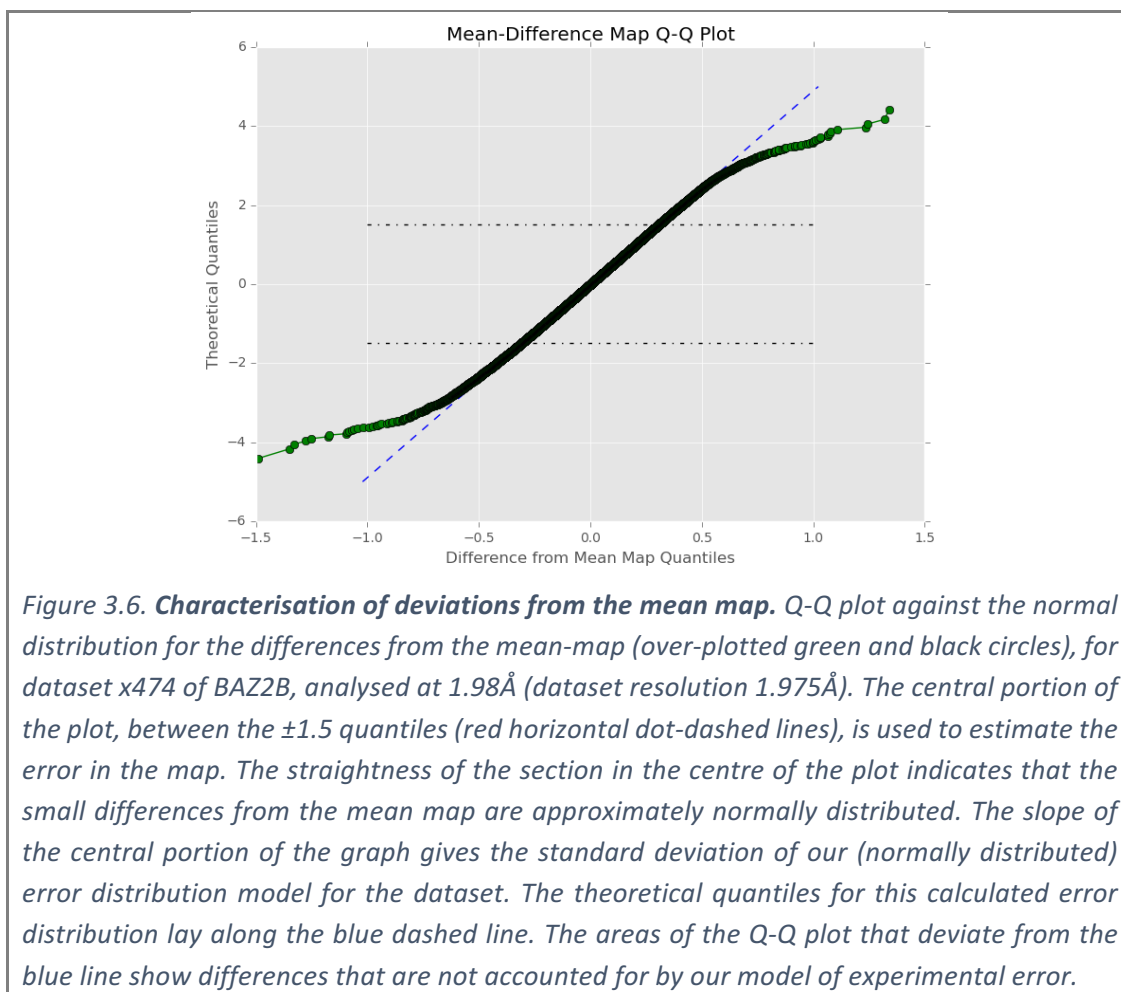 Mean-Difference Map Q-Q Plot
6
4
2
0
−2
−4
−6
Theoretical Quantiles
−1.5 −1.0 −0.5 0.0 0.5 1.0 1.5
Difference from Mean Map Quantiles
Figure 3.6. Characterisation of deviations from the mean map. Q-Q plot against the normal
distribution for the differences from the mean-map (over-plotted green and black circles), for
dataset x474 of BAZ2B, analysed at 1.98Å (dataset resolution 1.975Å). The central portion of
the plot, between the ±1.5 quantiles (red horizontal dot-dashed lines), is used to estimate the
error in the map. The straightness of the section in the centre of the plot indicates that the
small differences from the mean map are approximately normally distributed. The slope of
the central portion of the graph gives the standard deviation of our (normally distributed)
error distribution model for the dataset. The theoretical quantiles for this calculated error
distribution lay along the blue dashed line. The areas of the Q-Q plot that deviate from the
blue line show differences that are not accounted for by our model of experimental error.